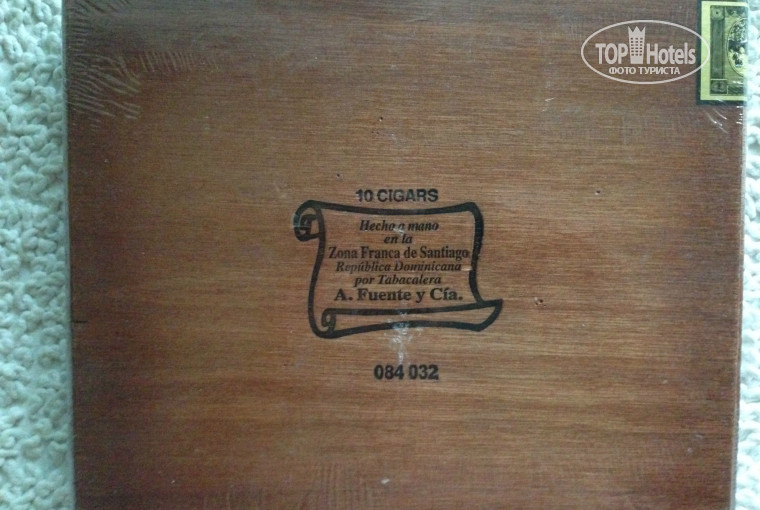 TOP Hotels
ФОТО ТУРИСТА
10 CIGARS
Hecho a mano
en la
Zona Franca de Santiago
República Dominicana
por Tabacalera
A. Fuente y Cía.
084 032